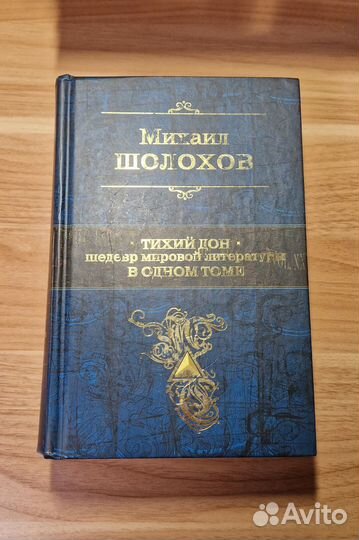 Михаил
ШОЛОХОВ
· ТИХИЙ ДОН ·
шедевр мировой литературы
В ОДНОМ ТОМЕ
Avito